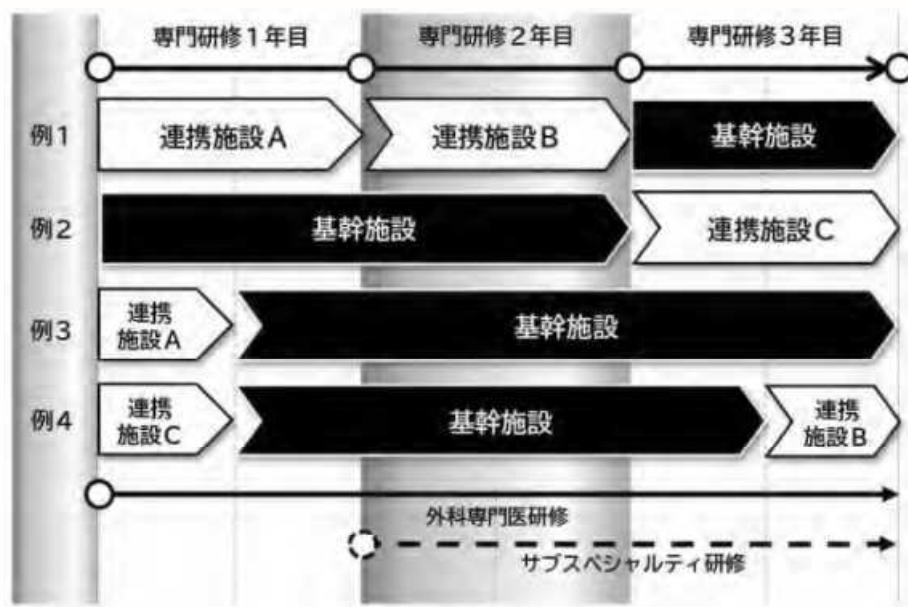 専門研修1年目
専門研修2年目
専門研修3年目
例1
連携施設A
連携施設B
基幹施設
例2
基幹施設
連携施設C
例3
連携
施設A
基幹施設
例4
連携
施設C
基幹施設
連携
施設B
外科専門医研修
サブスペシャルティ研修